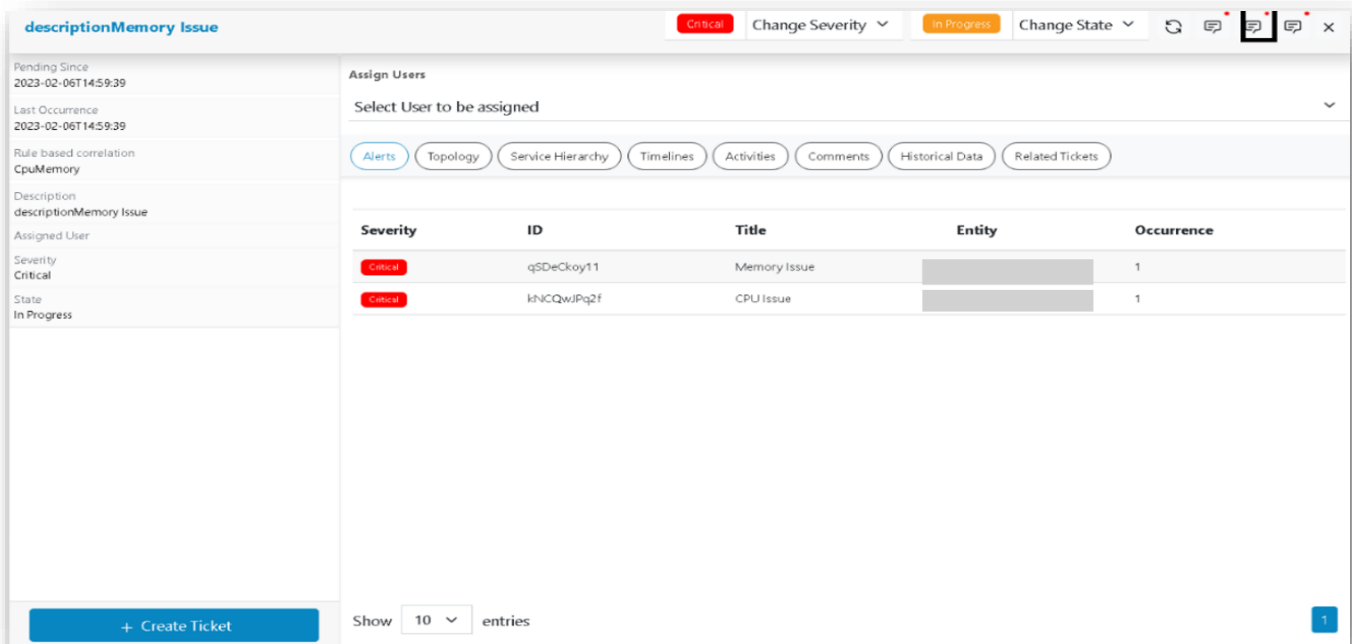 descriptionMemory Issue
Critical Change Severity In Progress Change State
Pending Since
2023-02-06T14:59:39
Last Occurrence
2023-02-06T14:59:39
Rule based correlation
CpuMemory
Description
descriptionMemory Issue
Assigned User
Severity
Critical
State
In Progress
+ Create Ticket
Assign Users
Select User to be assigned
Alerts Topology Service Hierarchy Timelines Activities Comments Historical Data Related Tickets
Severity ID Title Entity Occurrence
Critical qSDeCkoy11 Memory Issue 1
Critical kNCQwJPq2f CPU Issue 1
Show 10 entries
1